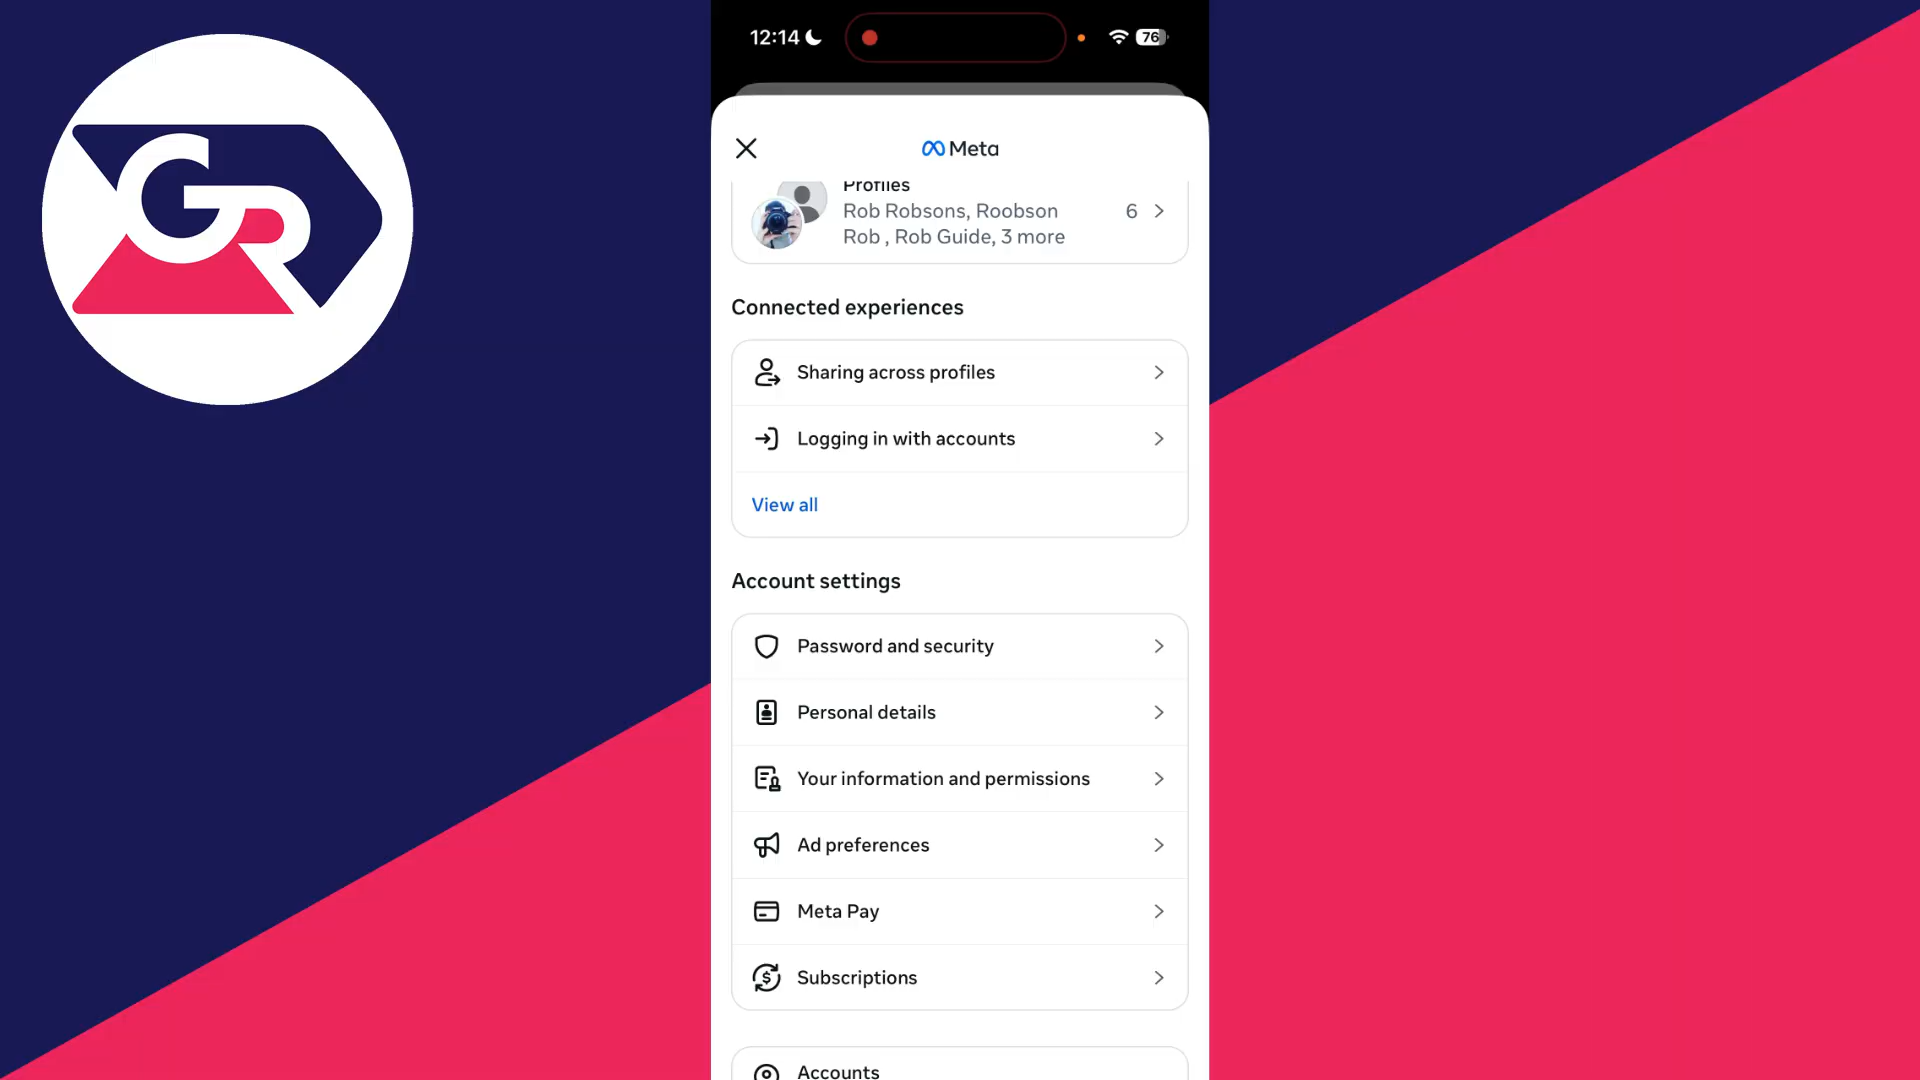 GR
12:14
76
Meta
Profiles
Rob Robsons, Roobson
Rob , Rob Guide, 3 more
6
Connected experiences
Sharing across profiles
Logging in with accounts
View all
Account settings
Password and security
Personal details
Your information and permissions
Ad preferences
Meta Pay
Subscriptions
Accounts